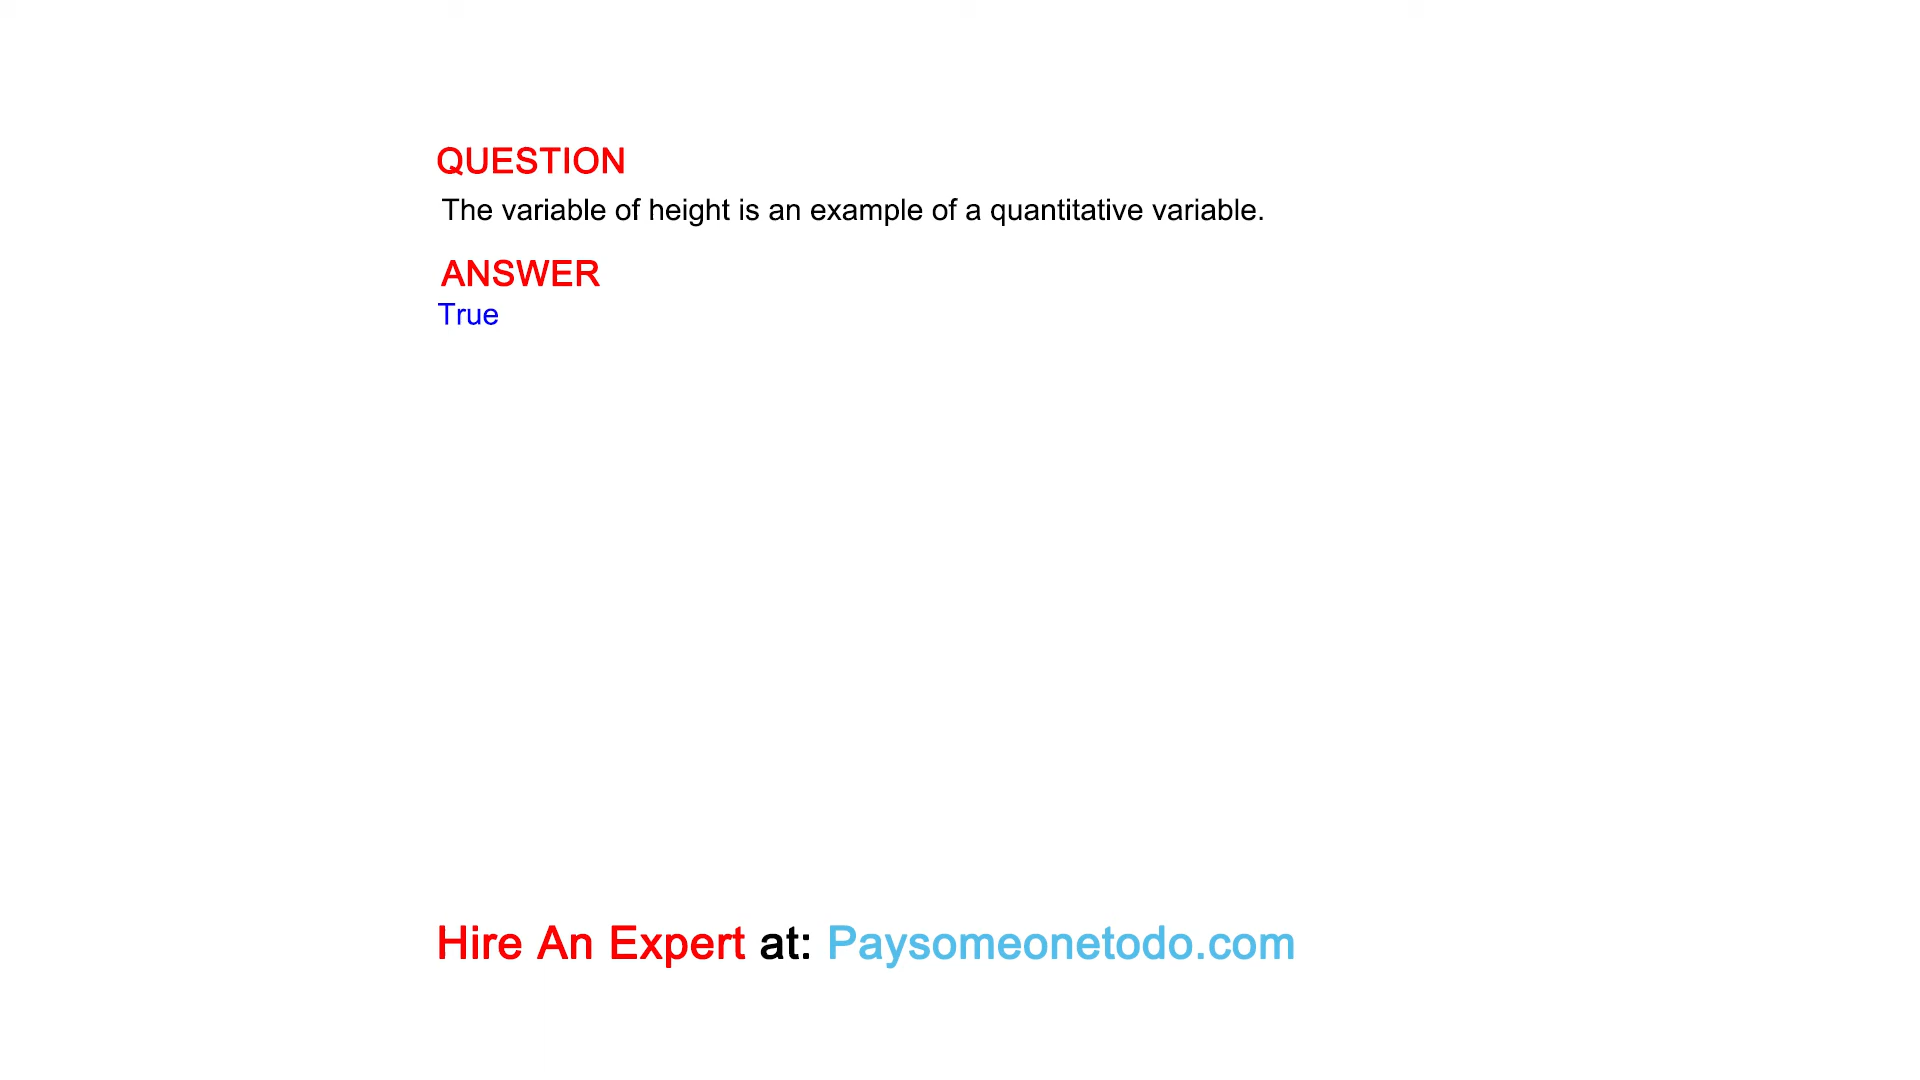 QUESTION
The variable of height is an example of a quantitative variable.
ANSWER
True
Hire An Expert at: Paysomeonetodo.com